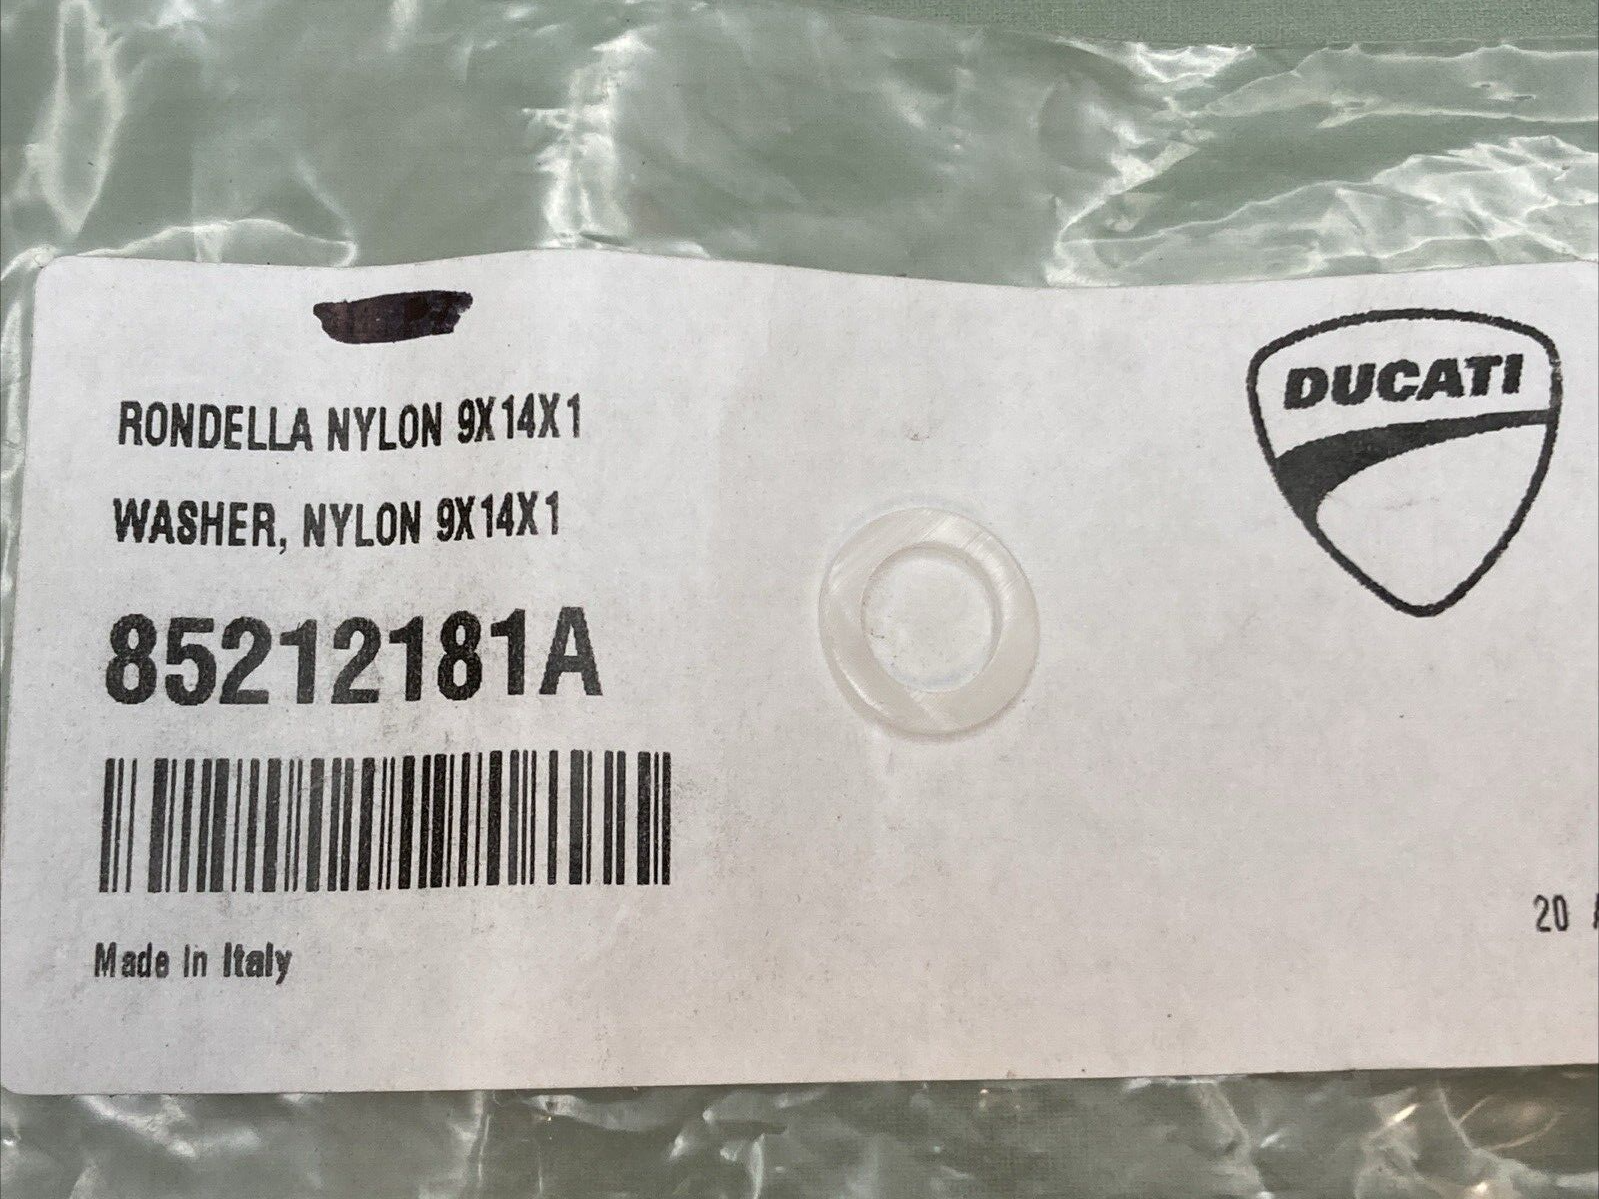 DUCATI
RONDELLA NYLON 9X14X1
WASHER, NYLON 9X14X1
85212181A
20
Made in Italy